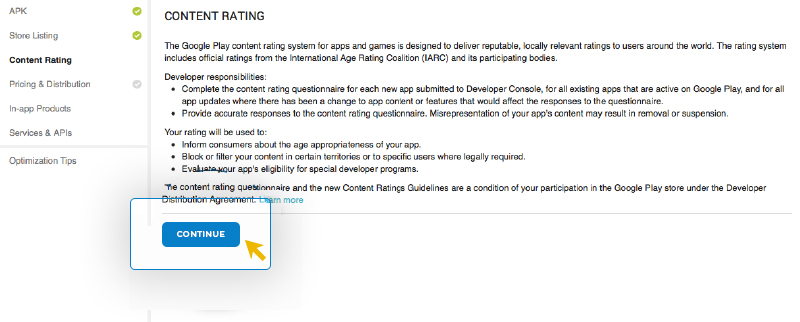 APK
Store Listing
Content Rating
Pricing & Distribution
In-app Products
Services & APIs
Optimization Tips
CONTENT RATING
The Google Play content rating system for apps and games is designed to deliver reputable, locally relevant ratings to users around the world. The rating system
includes official ratings from the International Age Rating Coalition (IARC) and its participating bodies.
Developer responsibilities:
• Complete the content rating questionnaire for each new app submitted to Developer Console, for all existing apps that are active on Google Play, and for all
app updates where there has been a change to app content or features that would affect the responses to the questionnaire.
• Provide accurate responses to the content rating questionnaire. Misrepresentation of your app's content may result in removal or suspension.
Your rating will be used to:
• Inform consumers about the age appropriateness of your app.
• Block or filter your content in certain territories or to specific users where legally required.
• Evaluate your app's eligibility for special developer programs.
The content rating questionnaire and the new Content Ratings Guidelines are a condition of your participation in the Google Play store under the Developer
Distribution Agreement. Learn more
CONTINUE